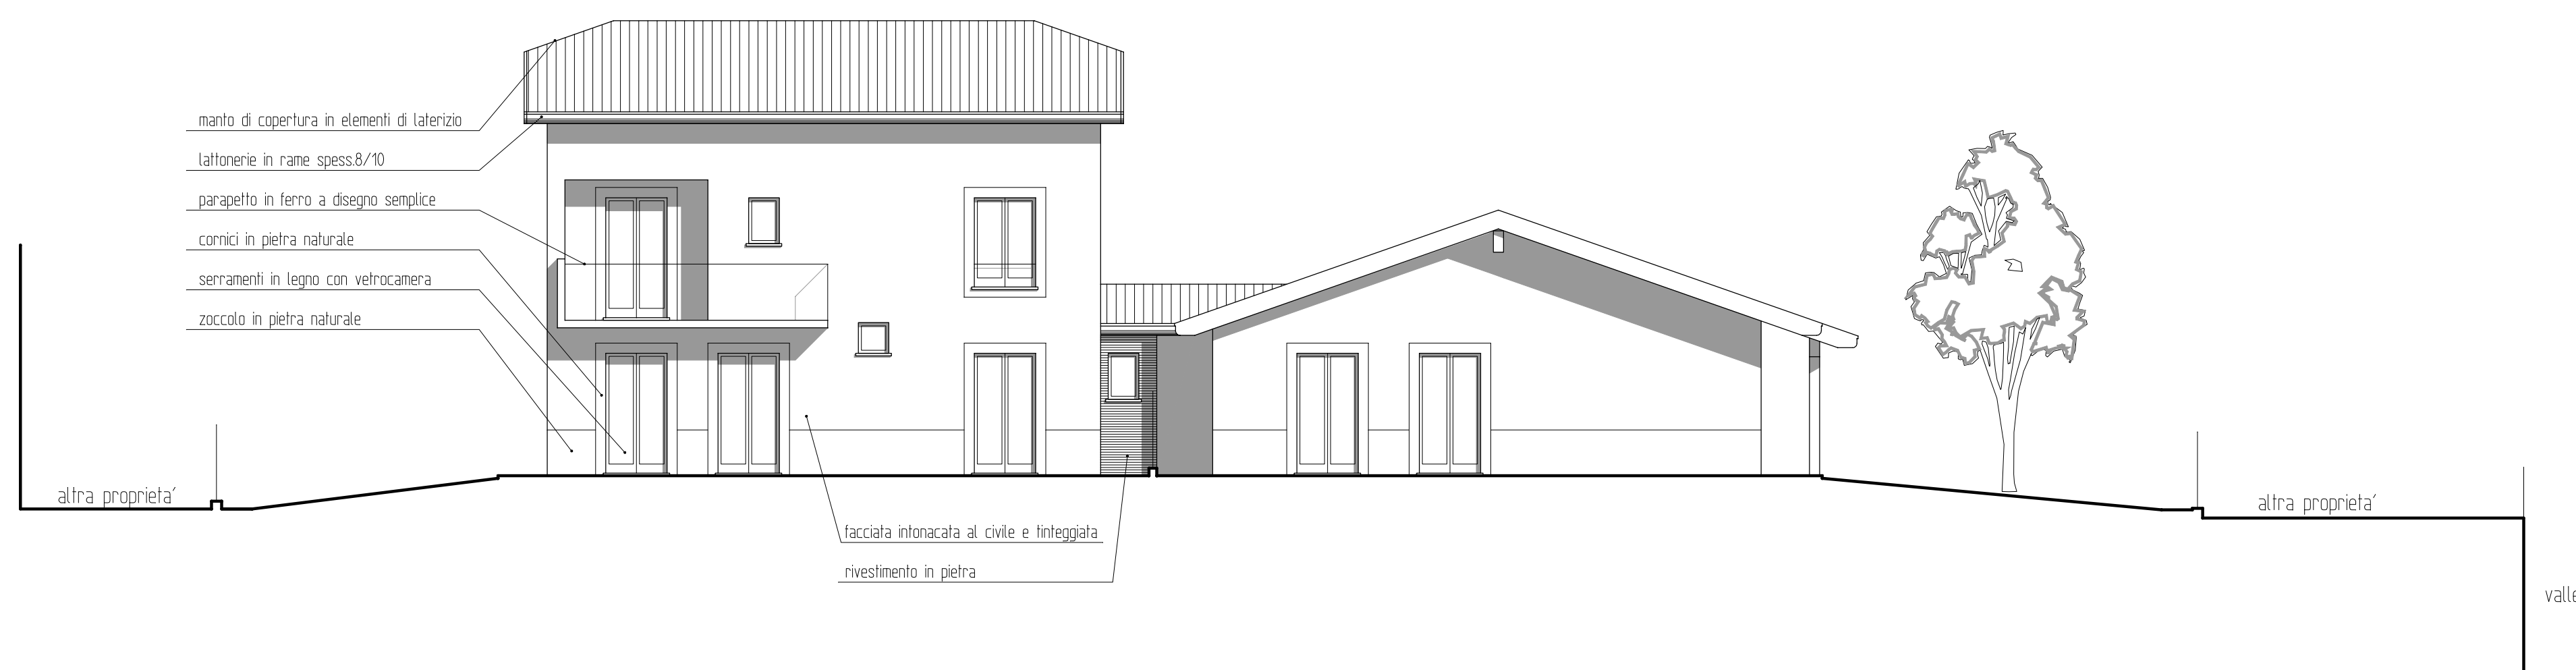 manto di copertura in elementi di laterizio
lattonerie in rame spess.8/10
parapetto in ferro a disegno semplice
cornici in pietra naturale
serramenti in legno con vetrocamera
zoccolo in pietra naturale
altra proprieta'
altra proprieta'
facciata intonacata al civile e tinteggiata
rivestimento in pietra
valle